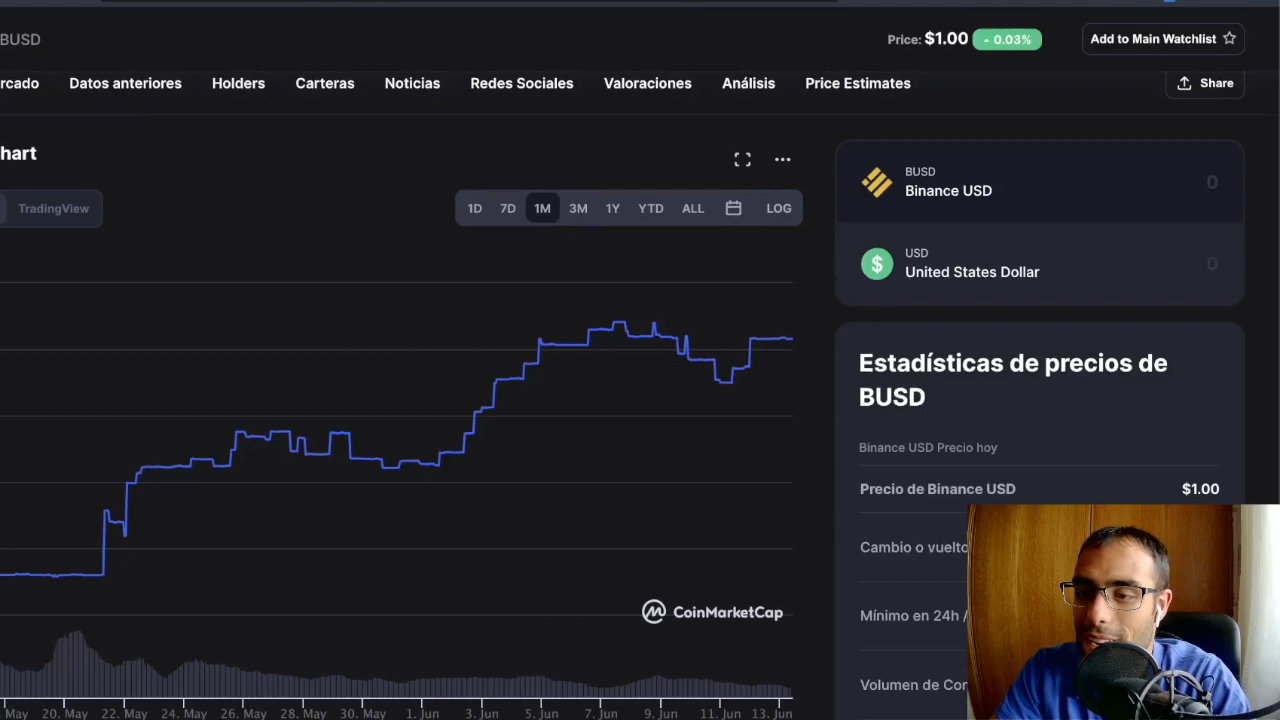 BUSD
Price: $1.00 0.03%
Add to Main Watchlist
rcado Datos anteriores Holders Carteras Noticias Redes Sociales Valoraciones Análisis Price Estimates
Share
hart
TradingView
1D 7D 1M 3M 1Y YTD ALL LOG
BUSD
Binance USD
0
USD
United States Dollar
0
Estadísticas de precios de
BUSD
Binance USD Precio hoy
Precio de Binance USD $1.00
Cambio o vuelto
Mínimo en 24h /
Volumen de Co
CoinMarketCap
May 20. May 22. May 24. May 26. May 28. May 30. May 1. Jun 3. Jun 5. Jun 7. Jun 9. Jun 11. Jun 13. Jun